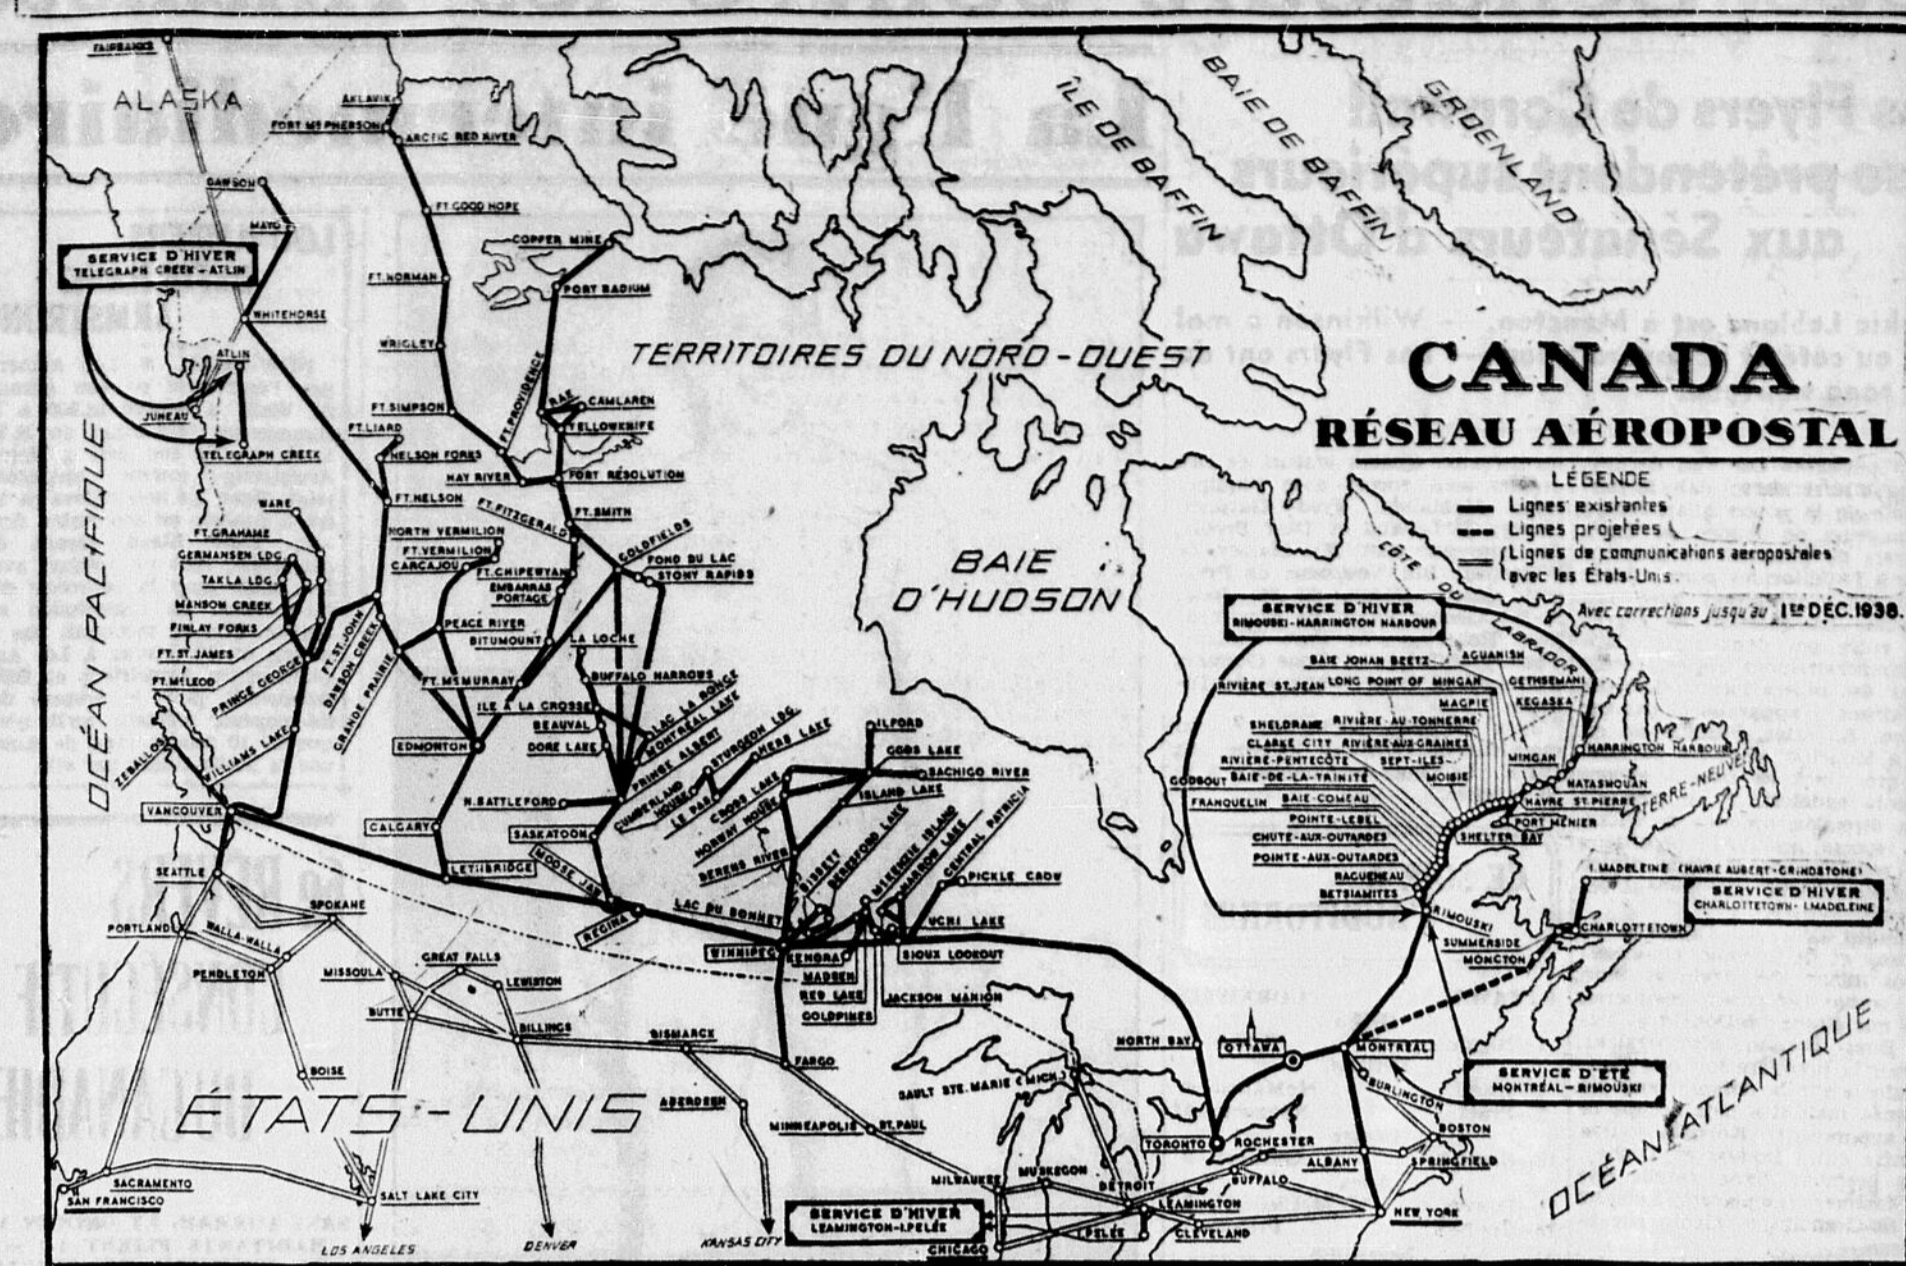 FAIRBANKS
ALASKA
AKLAVIK
FORT McPHERSON
ARCTIC RED RIVER
DAWSON
MAYO
FT. GOOD HOPE
SERVICE D'HIVER
TELEGRAPH CREEK - ATLIN
COPPER MINE
FT. NORMAN
PORT RADIUM
WHITEHORSE
WRIGLEY
ATLIN
JUNEAU
TELEGRAPH CREEK
FT. SIMPSON
FT. LIARD
NELSON FORKS
FT. PROVIDENCE
RAE
CAMLAREN
YELLOWKNIFE
HAY RIVER
FORT RÉSOLUTION
FT. NELSON
FT. SMITH
FT. FITZGERALD
GOLDFIELDS
FOND DU LAC
STONY RAPIDS
NORTH VERMILION
FT. VERMILION
CARCAJOU
FT. CHIPEWYAN
EMBARRAS
PORTAGE
WARE
FT. GRAHAME
GERMANSEN LDG.
TAKLA LDG.
MANSON CREEK
FINLAY FORKS
FT. ST. JAMES
FT. McLEOD
PRINCE GEORGE
FT. ST. JOHN
DAWSON CREEK
GRANDE PRAIRIE
PEACE RIVER
BITUMOUNT
LA LOCHE
FT. McMURRAY
BUFFALO NARROWS
ILE A LA CROSSE
BEAUVAL
DORE LAKE
LAC LA RONGE
MONTRÉAL LAKE
PRINCE ALBERT
STURGEON LDG.
SHERB LAKE
CUMBERLAND
HOUSE
LE PAS
CROSS LAKE
NORWAY HOUSE
ILFORD
GODS LAKE
SACHIGO RIVER
ISLAND LAKE
OCÉAN PACIFIQUE
ZEBALLOS
WILLIAMS LAKE
EDMONTON
N. BATTLEFORD
VANCOUVER
CALGARY
SASKATOON
BERENS RIVER
BISSETT
BERESFORD LAKE
McKENZIE ISLAND
NARROW LAKE
CENTRAL PATRICIA
PICKLE CROW
LETHBRIDGE
MOOSE JAW
REGINA
LAC DU BONNET
WINNIPEG
KENORA
UCHI LAKE
SIOUX LOOKOUT
MADSEN
RED LAKE
JACKSON MANION
GOLDPINES
SEATTLE
SPOKANE
PORTLAND
WALLA-WALLA
PENDLETON
MISSOULA
GREAT FALLS
LEWISTON
BUTTE
BILLINGS
BISMARCK
FARGO
BOISE
ETATS-UNIS
ABERDEEN
MINNEAPOLIS
ST. PAUL
SACRAMENTO
SAN FRANCISCO
SALT LAKE CITY
LOS ANGELES
DENVER
KANSAS CITY
ÎLE DE BAFFIN
BAIE DE BAFFIN
GROENLAND
TERRITOIRES DU NORD-OUEST
BAIE
D'HUDSON
CANADA
RÉSEAU AÉROPOSTAL
LÉGENDE
Lignes existantes
Lignes projetées
Lignes de communications aeropostales
avec les États-Unis
Avec corrections jusqu'au 1ER DÉC. 1938.
CÔTE DU LABRADOR
SERVICE D'HIVER
RIMOUSKI-HARRINGTON HARBOUR
BAIE JOHAN BEETZ
AGUANISH
RIVIÈRE ST. JEAN
LONG POINT OF MINGAN
GETHSEMANI
MAGPIE
KEGASKA
SHELDRAKE
RIVIÈRE-AU-TONNERRE
CLARKE CITY
RIVIÈRE-AUX-GRAINES
HARRINGTON HARBOUR
RIVIÈRE-PENTECÔTE
SEPT-ILES
MINGAN
GODBOUT
BAIE-DE-LA-TRINITÉ
MOISIE
NATASHQUAN
FRANQUELIN
BAIE-COMEAU
HAVRE ST. PIERRE
TERRE-NEUVE
POINTE-LEBEL
PORT MENIER
CHUTE-AUX-OUTARDES
SHELTER BAY
POINTE-AUX-OUTARDES
RAGUENEAU
BETSIAMITES
I. MADELEINE (HAVRE AUBERT-GRINDSTONE)
SERVICE D'HIVER
CHARLOTTETOWN-I. MADELEINE
RIMOUSKI
CHARLOTTETOWN
SUMMERSIDE
MONCTON
NORTH BAY
OTTAWA
MONTREAL
SERVICE D'ÉTÉ
MONTRÉAL-RIMOUSKI
SAULT STE. MARIE (MICH.)
BURLINGTON
BOSTON
TORONTO
ROCHESTER
ALBANY
SPRINGFIELD
MILWAUKEE
MUSKEGON
DETROIT
BUFFALO
LEAMINGTON
NEW YORK
SERVICE D'HIVER
LEAMINGTON-I. PELÉE
I. PELÉE
CLEVELAND
CHICAGO
OCÉAN ATLANTIQUE